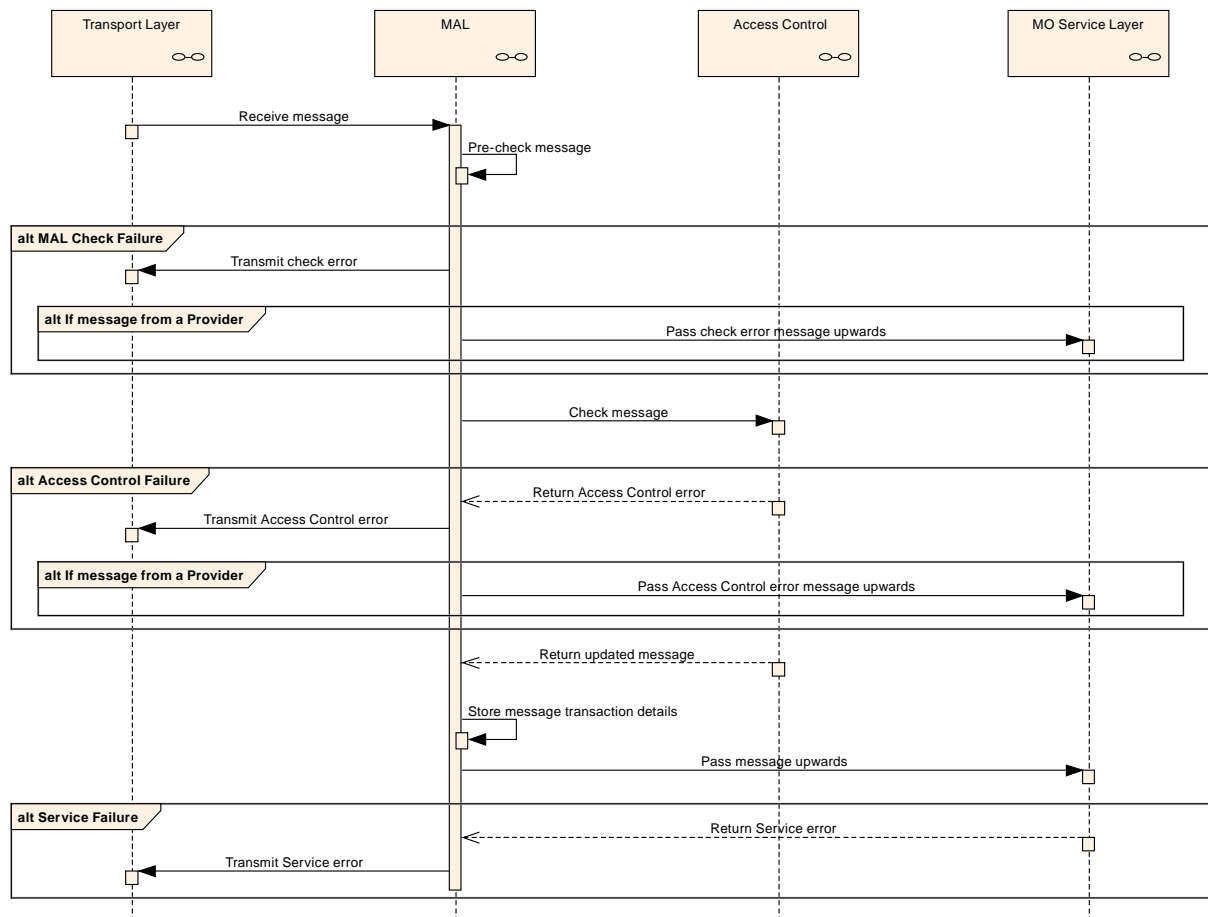 Transport Layer
MAL
Access Control
MO Service Layer
Receive message
Pre-check message
alt MAL Check Failure
Transmit check error
alt If message from a Provider
Pass check error message upwards
Check message
alt Access Control Failure
Return Access Control error
Transmit Access Control error
alt If message from a Provider
Pass Access Control error message upwards
Return updated message
Store message transaction details
Pass message upwards
alt Service Failure
Return Service error
Transmit Service error